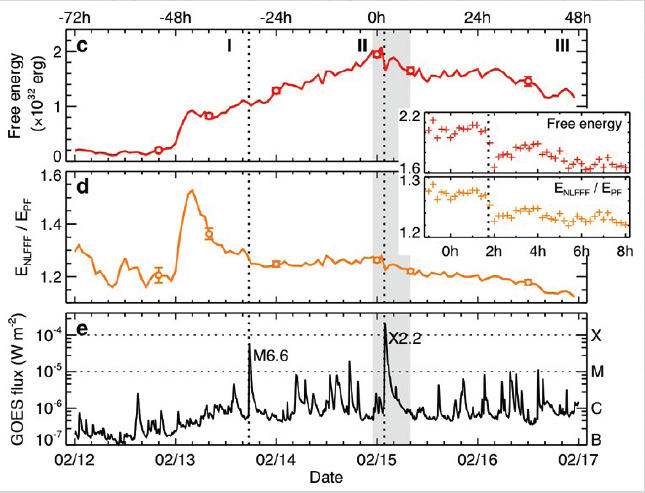 -72h -48h -24h 0h 24h 48h
c I II III
Free energy
(×10³² erg)
2
1
0
2.2 Free energy
1.6
d
E_NLFFF / E_PF
1.6
1.4
1.2
1.3 E_NLFFF / E_PF
1.2
0h 2h 4h 6h 8h
e
GOES flux (W m⁻²)
10⁻⁴ X2.2 X
M6.6
10⁻⁵ M
10⁻⁶ C
10⁻⁷ B
02/12 02/13 02/14 02/15 02/16 02/17
Date